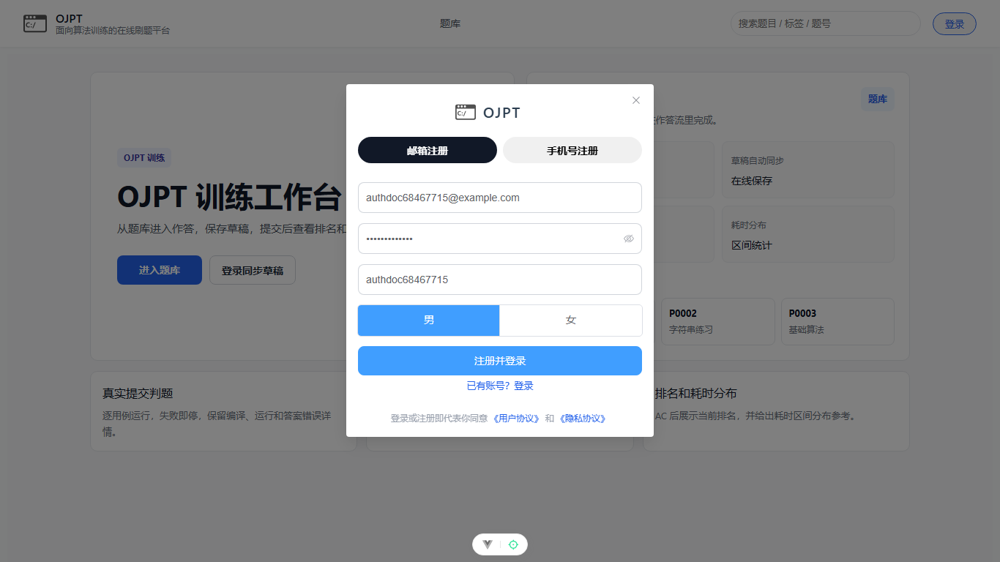 OJPT
面向算法训练的在线刷题平台
题库
搜索题目 / 标签 / 题号
登录
OJPT
邮箱注册
手机号注册
authdoc68467715@example.com
•••••••••••••
authdoc68467715
男
女
注册并登录
已有账号？登录
登录或注册即代表你同意《用户协议》和《隐私协议》
OJPT 训练
OJPT 训练工作台
从题库进入作答，保存草稿，提交后查看排名和
进入题库
登录同步草稿
题库
作答流里完成。
草稿自动同步
在线保存
耗时分布
区间统计
P0002
字符串练习
P0003
基础算法
真实提交判题
逐用例运行，失败即停，保留编译、运行和答案错误详
情。
排名和耗时分布
AC 后展示当前排名，并给出耗时区间分布参考。
C:/
C:/